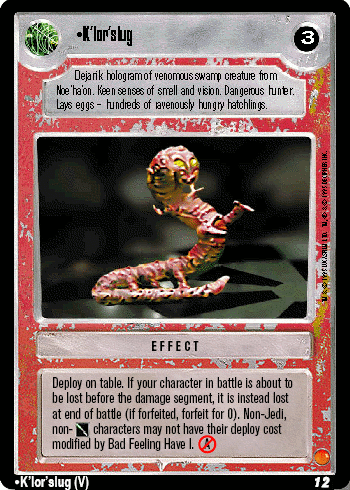 •K'lor'slug
3
Dejarik hologram of venomous swamp creature from
Noe'ha'on. Keen senses of smell and vision. Dangerous hunter.
Lays eggs – hundreds of ravenously hungry hatchlings.
EFFECT
Deploy on table. If your character in battle is about to
be lost before the damage segment, it is instead lost
at end of battle (if forfeited, forfeit for 0). Non-Jedi,
non- characters may not have their deploy cost
modified by Bad Feeling Have I. A
•K'lor'slug (V)
12